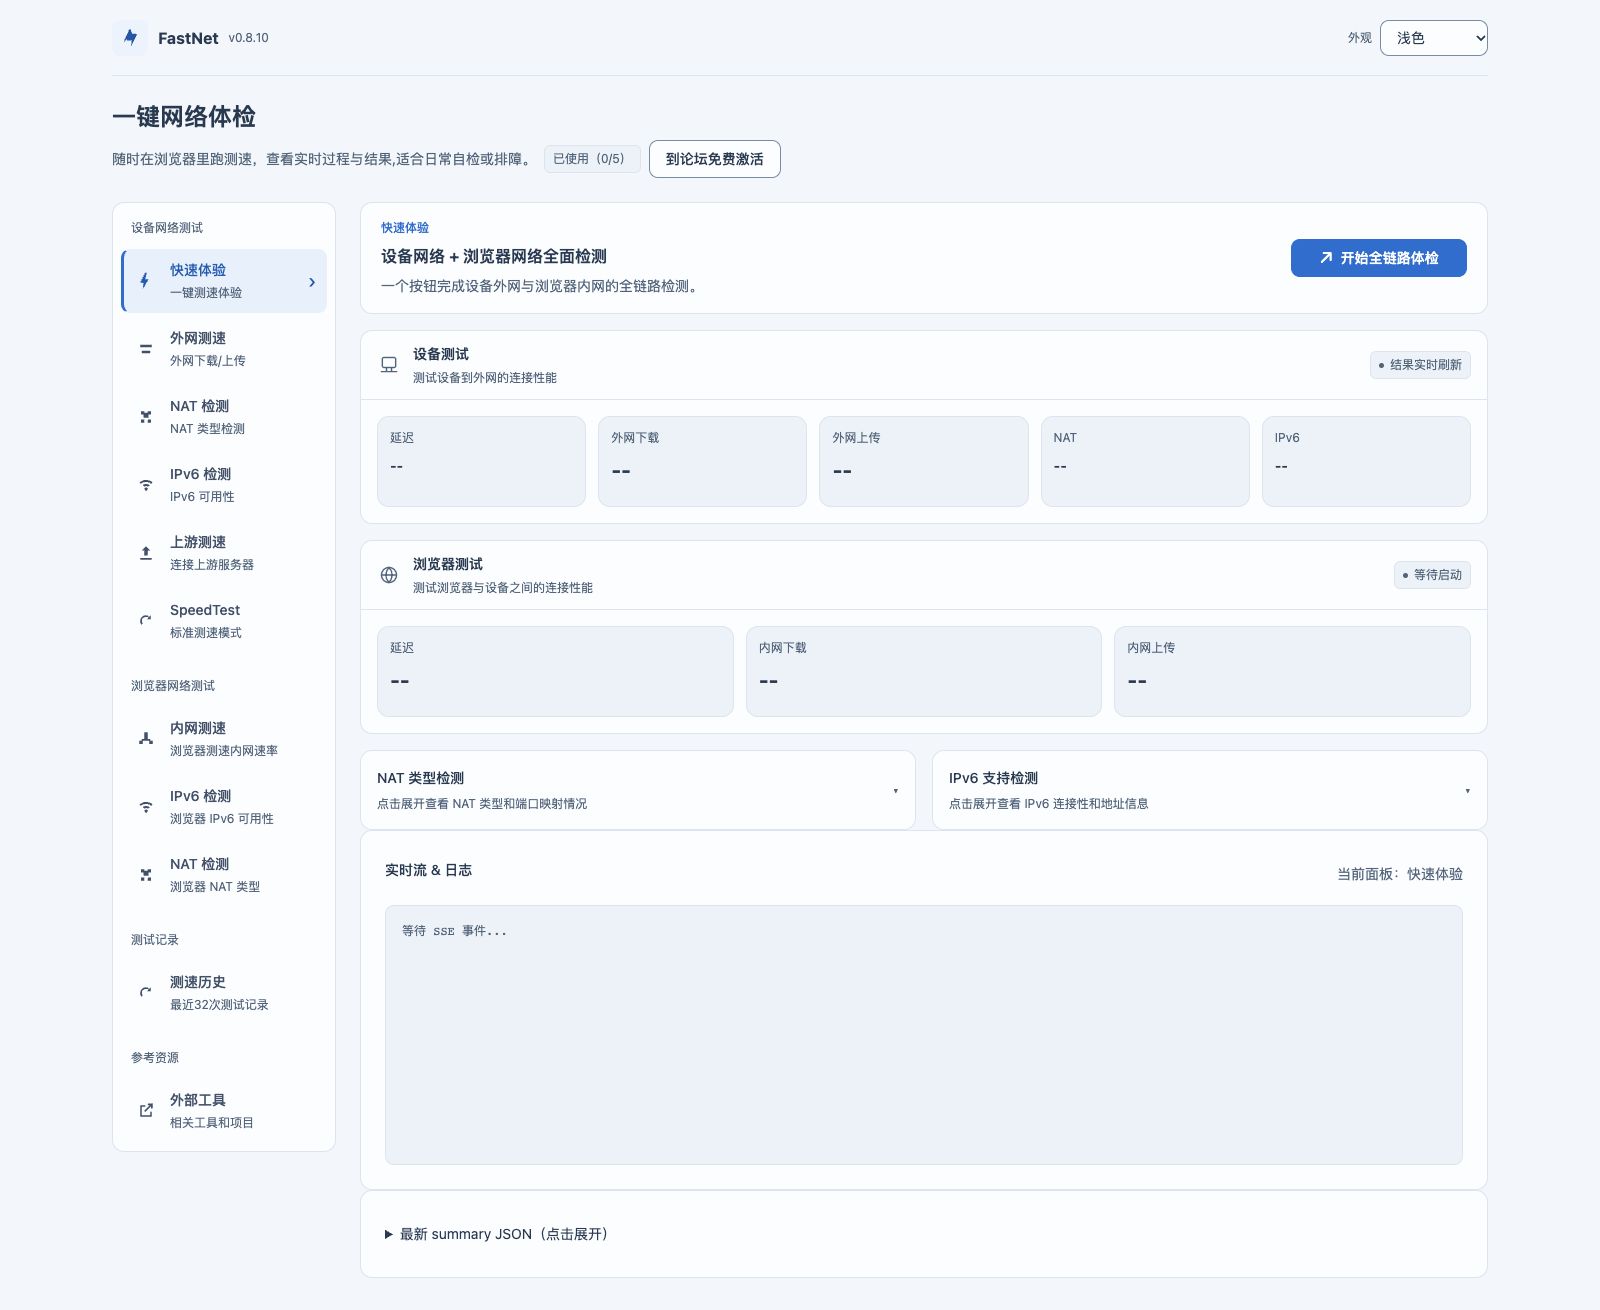 FastNet v0.8.10
外观 浅色
一键网络体检
随时在浏览器里跑测速，查看实时过程与结果,适合日常自检或排障。 已使用（0/5） 到论坛免费激活
设备网络测试
快速体验
一键测速体验
外网测速
外网下载/上传
NAT 检测
NAT 类型检测
IPv6 检测
IPv6 可用性
上游测速
连接上游服务器
SpeedTest
标准测速模式
浏览器网络测试
内网测速
浏览器测速内网速率
IPv6 检测
浏览器 IPv6 可用性
NAT 检测
浏览器 NAT 类型
测试记录
测速历史
最近32次测试记录
参考资源
外部工具
相关工具和项目
快速体验
设备网络 + 浏览器网络全面检测
一个按钮完成设备外网与浏览器内网的全链路检测。
开始全链路体检
设备测试
测试设备到外网的连接性能
结果实时刷新
延迟
--
外网下载
--
外网上传
--
NAT
--
IPv6
--
浏览器测试
测试浏览器与设备之间的连接性能
等待启动
延迟
--
内网下载
--
内网上传
--
NAT 类型检测
点击展开查看 NAT 类型和端口映射情况
IPv6 支持检测
点击展开查看 IPv6 连接性和地址信息
实时流 & 日志
当前面板：快速体验
等待 SSE 事件...
最新 summary JSON（点击展开）